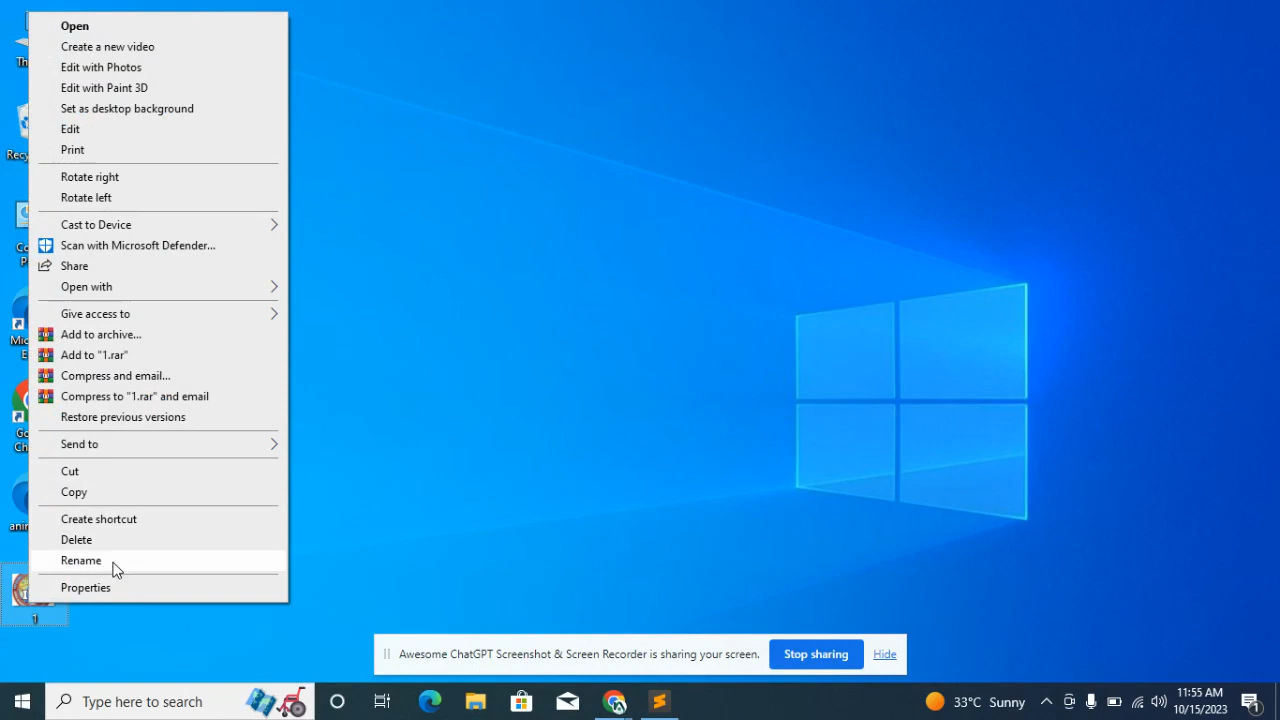 Open
Create a new video
Edit with Photos
Edit with Paint 3D
Set as desktop background
Edit
Print
Rotate right
Rotate left
Cast to Device
Scan with Microsoft Defender...
Share
Open with
Give access to
Add to archive...
Add to "1.rar"
Compress and email...
Compress to "1.rar" and email
Restore previous versions
Send to
Cut
Copy
Create shortcut
Delete
Rename
Properties
1
Awesome ChatGPT Screenshot & Screen Recorder is sharing your screen. Stop sharing Hide
Type here to search
33°C Sunny
11:55 AM
10/15/2023
1